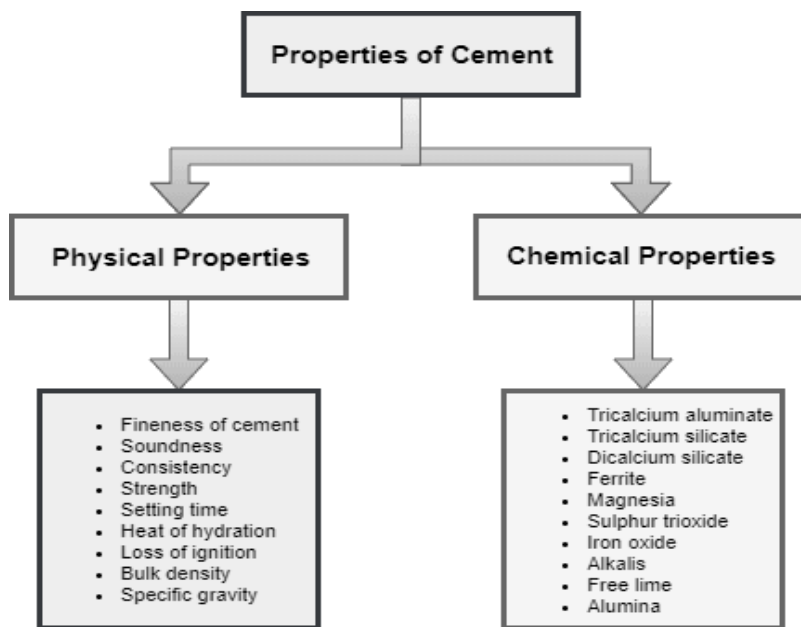 Properties of Cement
Physical Properties
Chemical Properties
Fineness of cement
Soundness
Consistency
Strength
Setting time
Heat of hydration
Loss of ignition
Bulk density
Specific gravity
Tricalcium aluminate
Tricalcium silicate
Dicalcium silicate
Ferrite
Magnesia
Sulphur trioxide
Iron oxide
Alkalis
Free lime
Alumina